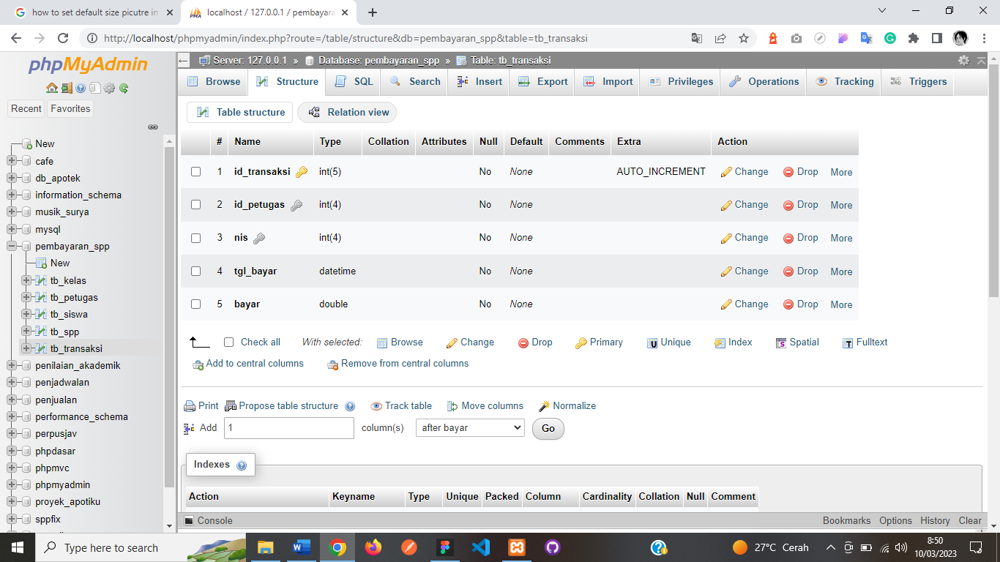 how to set default size picutre in
localhost / 127.0.0.1 / pembayara
http://localhost/phpmyadmin/index.php?route=/table/structure&db=pembayaran_spp&table=tb_transaksi
phpMyAdmin
Recent Favorites
New
cafe
db_apotek
information_schema
musik_surya
mysql
pembayaran_spp
New
tb_kelas
tb_petugas
tb_siswa
tb_spp
tb_transaksi
penilaian_akademik
penjadwalan
penjualan
performance_schema
perpusjav
phpdasar
phpmvc
phpmyadmin
proyek_apotiku
sppfix
Server: 127.0.0.1 » Database: pembayaran_spp » Table: tb_transaksi
Browse Structure SQL Search Insert Export Import Privileges Operations Tracking Triggers
Table structure Relation view
# Name Type Collation Attributes Null Default Comments Extra Action
1 id_transaksi int(5) No None AUTO_INCREMENT Change Drop More
2 id_petugas int(4) No None Change Drop More
3 nis int(4) No None Change Drop More
4 tgl_bayar datetime No None Change Drop More
5 bayar double No None Change Drop More
Check all With selected: Browse Change Drop Primary Unique Index Spatial Fulltext
Add to central columns Remove from central columns
Print Propose table structure Track table Move columns Normalize
Add 1 column(s) after bayar Go
Indexes
Action Keyname Type Unique Packed Column Cardinality Collation Null Comment
Console Bookmarks Options History Clear
Type here to search
27°C Cerah
8:50
10/03/2023